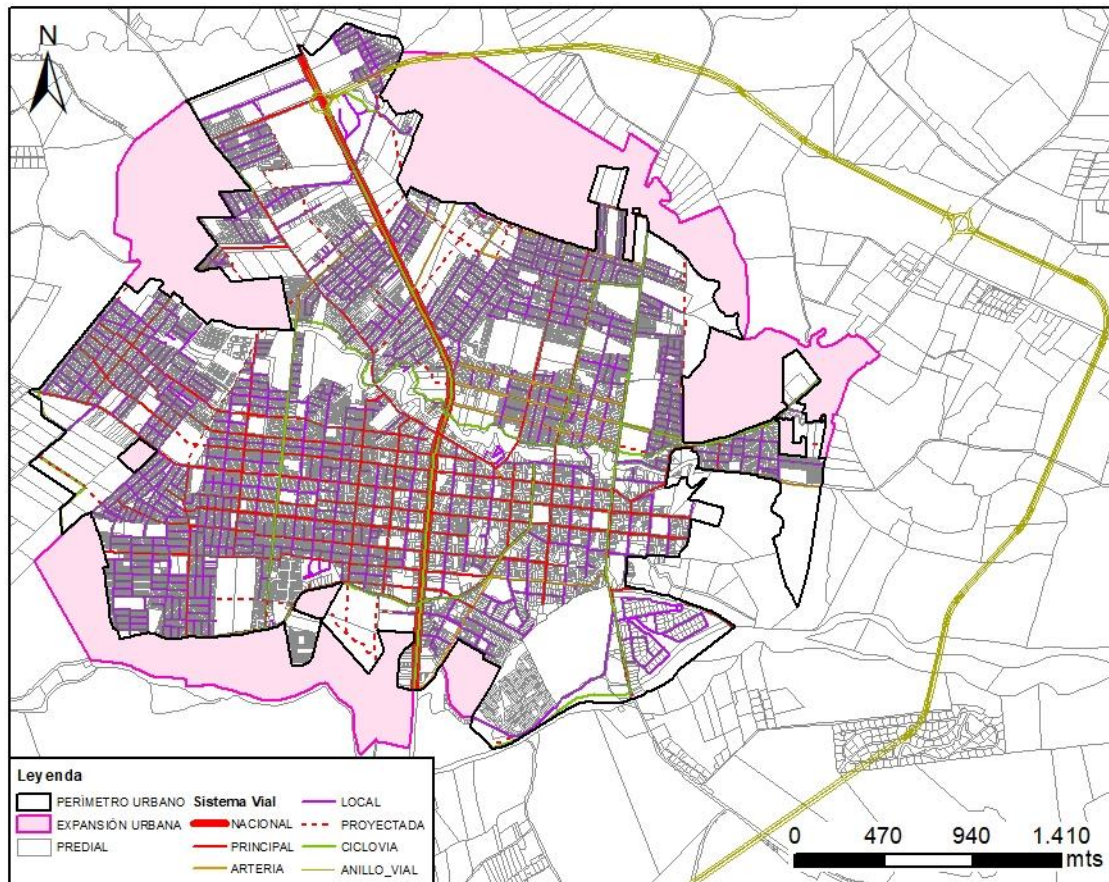 N
Leyenda
PERÍMETRO URBANO
EXPANSIÓN URBANA
PREDIAL
Sistema Vial
NACIONAL
PRINCIPAL
ARTERIA
LOCAL
PROYECTADA
CICLOVIA
ANILLO_VIAL
0 470 940 1.410
mts